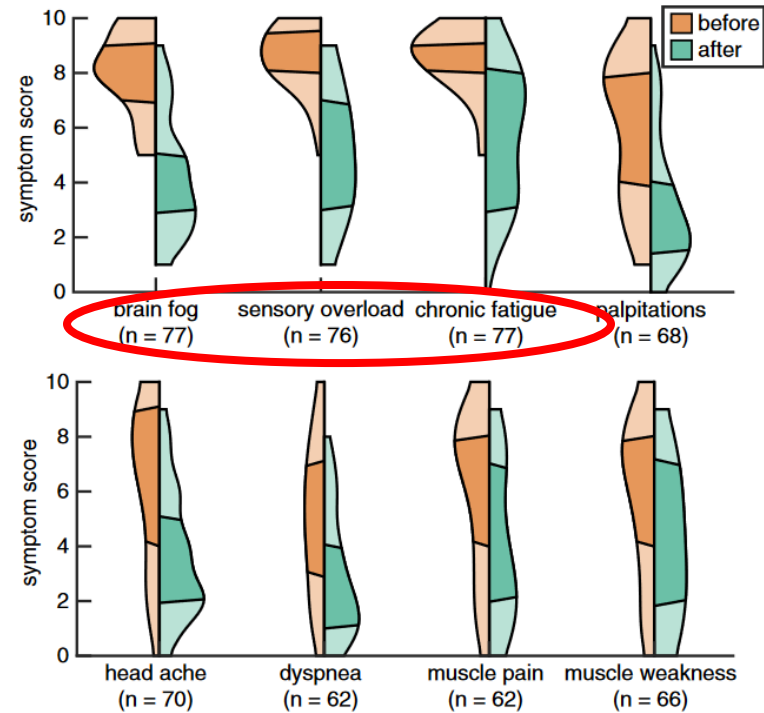 before
after
symptom score
10
8
6
4
2
0
brain fog sensory overload chronic fatigue palpitations
(n = 77) (n = 76) (n = 77) (n = 68)
symptom score
10
8
6
4
2
0
head ache dyspnea muscle pain muscle weakness
(n = 70) (n = 62) (n = 62) (n = 66)